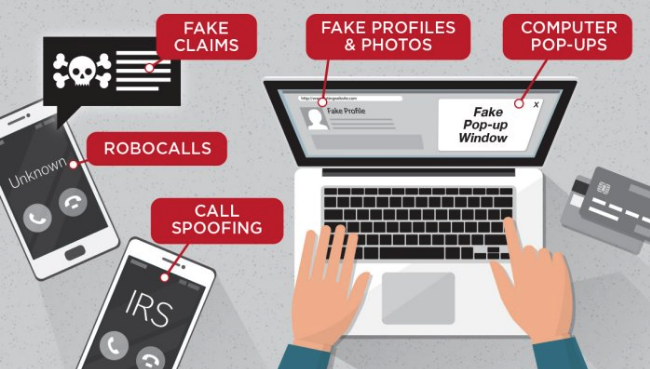 FAKE
CLAIMS
FAKE PROFILES
& PHOTOS
COMPUTER
POP-UPS
Fake Profile
Fake
Pop-up
Window
X
Unknown
ROBOCALLS
CALL
SPOOFING
IRS